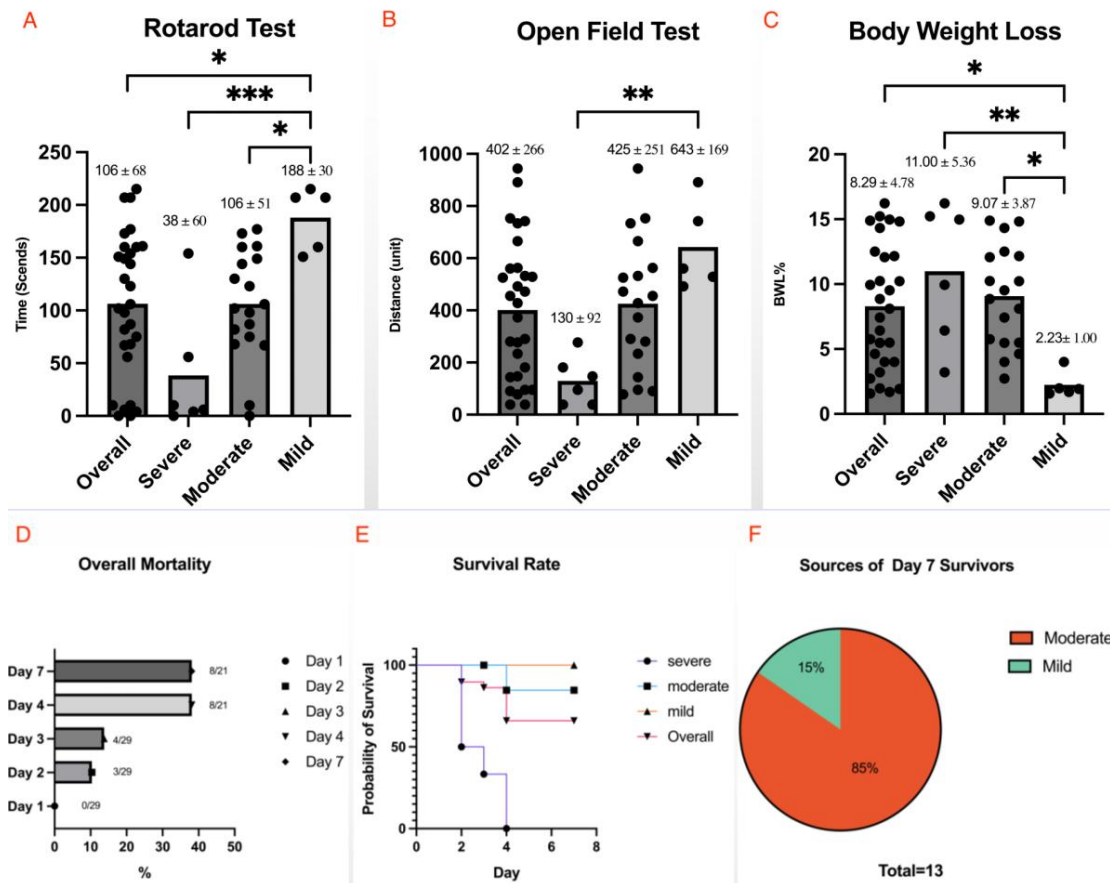 A
Rotarod Test
*
***
*
Time (Scends)
250
200
150
100
50
0
106 ± 68
38 ± 60
106 ± 51
188 ± 30
Overall
Severe
Moderate
Mild
B
Open Field Test
**
Distance (unit)
1000
800
600
400
200
0
402 ± 266
130 ± 92
425 ± 251
643 ± 169
Overall
Severe
Moderate
Mild
C
Body Weight Loss
*
**
*
BWL%
20
15
10
5
0
8.29 ± 4.78
11.00 ± 5.36
9.07 ± 3.87
2.23± 1.00
Overall
Severe
Moderate
Mild
D
Overall Mortality
Day 7
Day 4
Day 3
Day 2
Day 1
8/21
8/21
4/29
3/29
0/29
0
10
20
30
40
50
%
Day 1
Day 2
Day 3
Day 4
Day 7
E
Survival Rate
Probability of Survival
100
50
0
0
2
4
6
8
Day
severe
moderate
mild
Overall
F
Sources of Day 7 Survivors
15%
85%
Moderate
Mild
Total=13